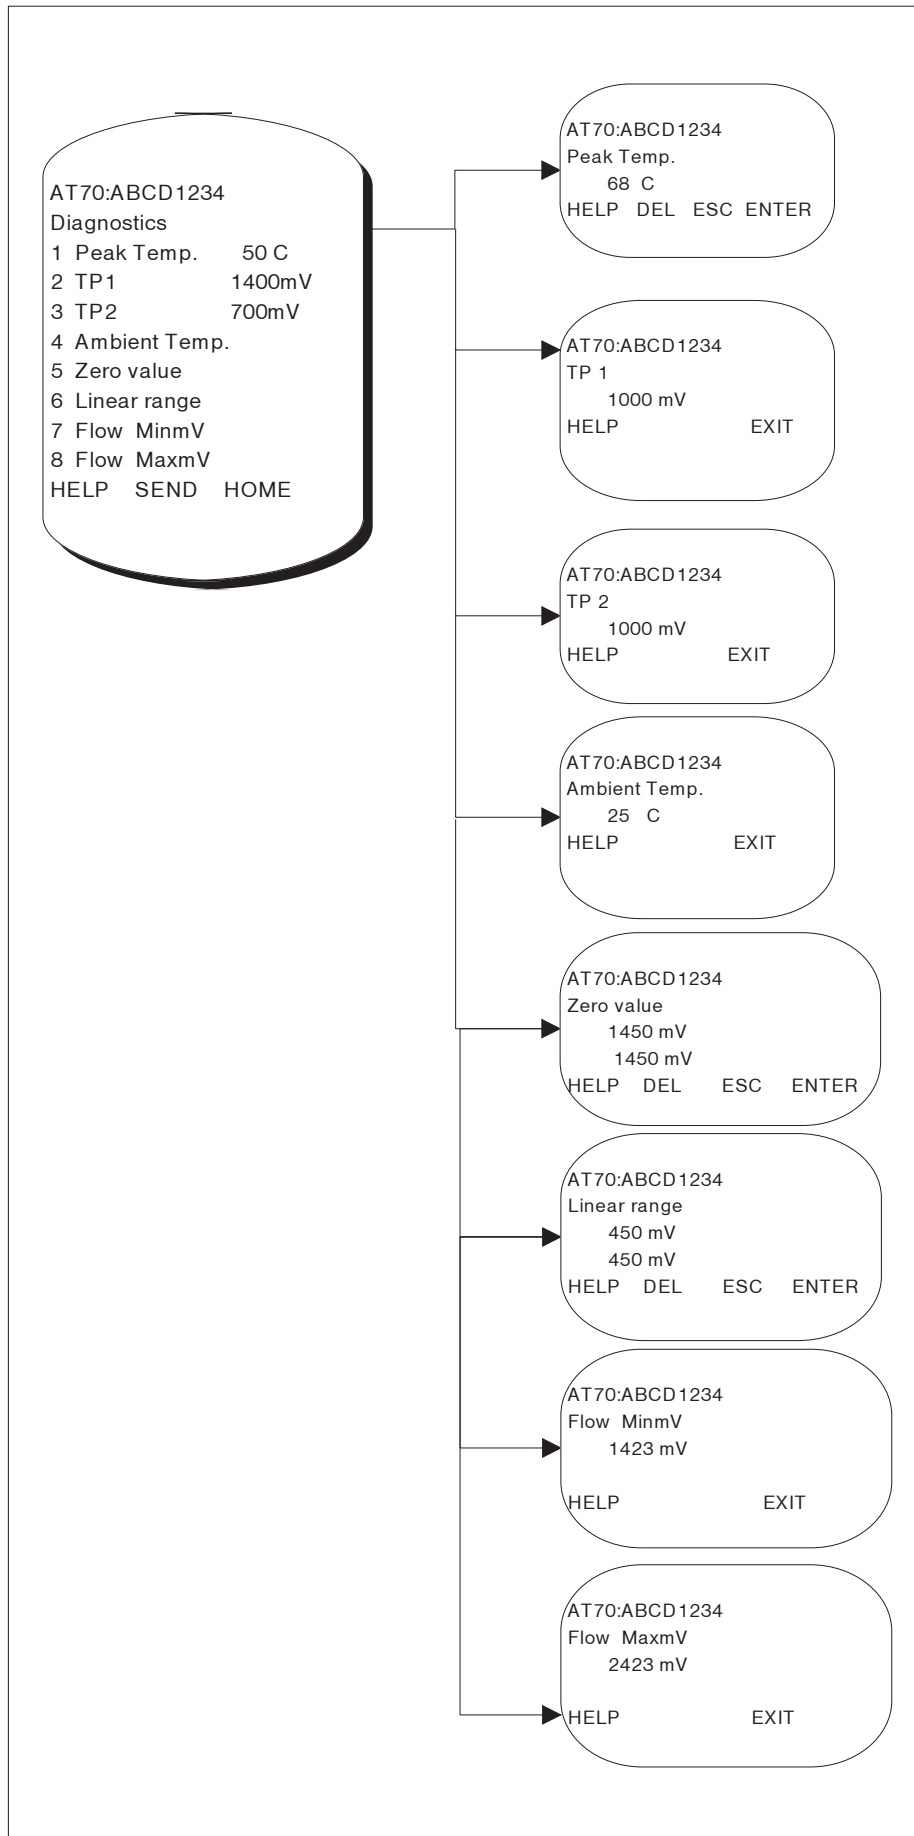 AT70:ABCD1234
Diagnostics
1 Peak Temp. 50 C
2 TP1 1400mV
3 TP2 700mV
4 Ambient Temp.
5 Zero value
6 Linear range
7 Flow MinmV
8 Flow MaxmV
HELP SEND HOME
AT70:ABCD1234
Peak Temp.
68 C
HELP DEL ESC ENTER
AT70:ABCD1234
TP 1
1000 mV
HELP EXIT
AT70:ABCD1234
TP 2
1000 mV
HELP EXIT
AT70:ABCD1234
Ambient Temp.
25 C
HELP EXIT
AT70:ABCD1234
Zero value
1450 mV
1450 mV
HELP DEL ESC ENTER
AT70:ABCD1234
Linear range
450 mV
450 mV
HELP DEL ESC ENTER
AT70:ABCD1234
Flow MinmV
1423 mV
HELP EXIT
AT70:ABCD1234
Flow MaxmV
2423 mV
HELP EXIT